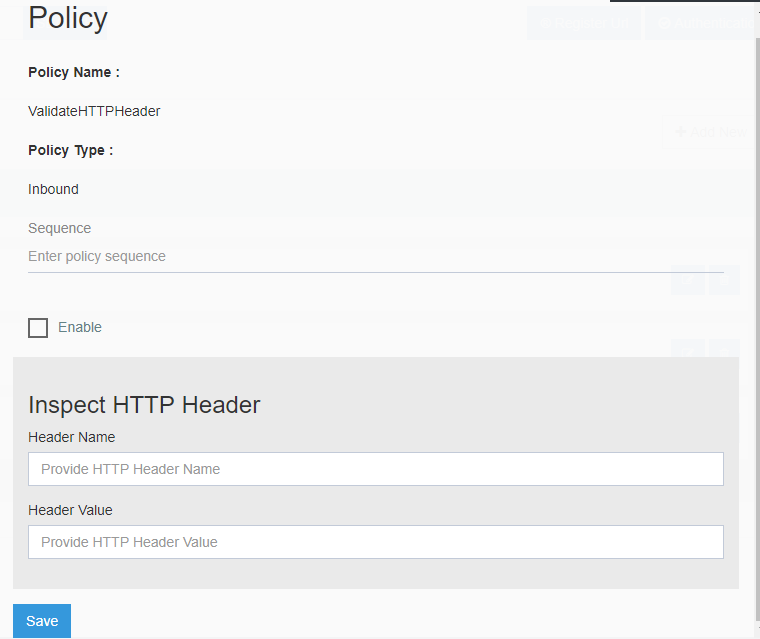 Policy
Policy Name :
ValidateHTTPHeader
Policy Type :
Inbound
Sequence
Enter policy sequence
Enable
Inspect HTTP Header
Header Name
Provide HTTP Header Name
Header Value
Provide HTTP Header Value
Save